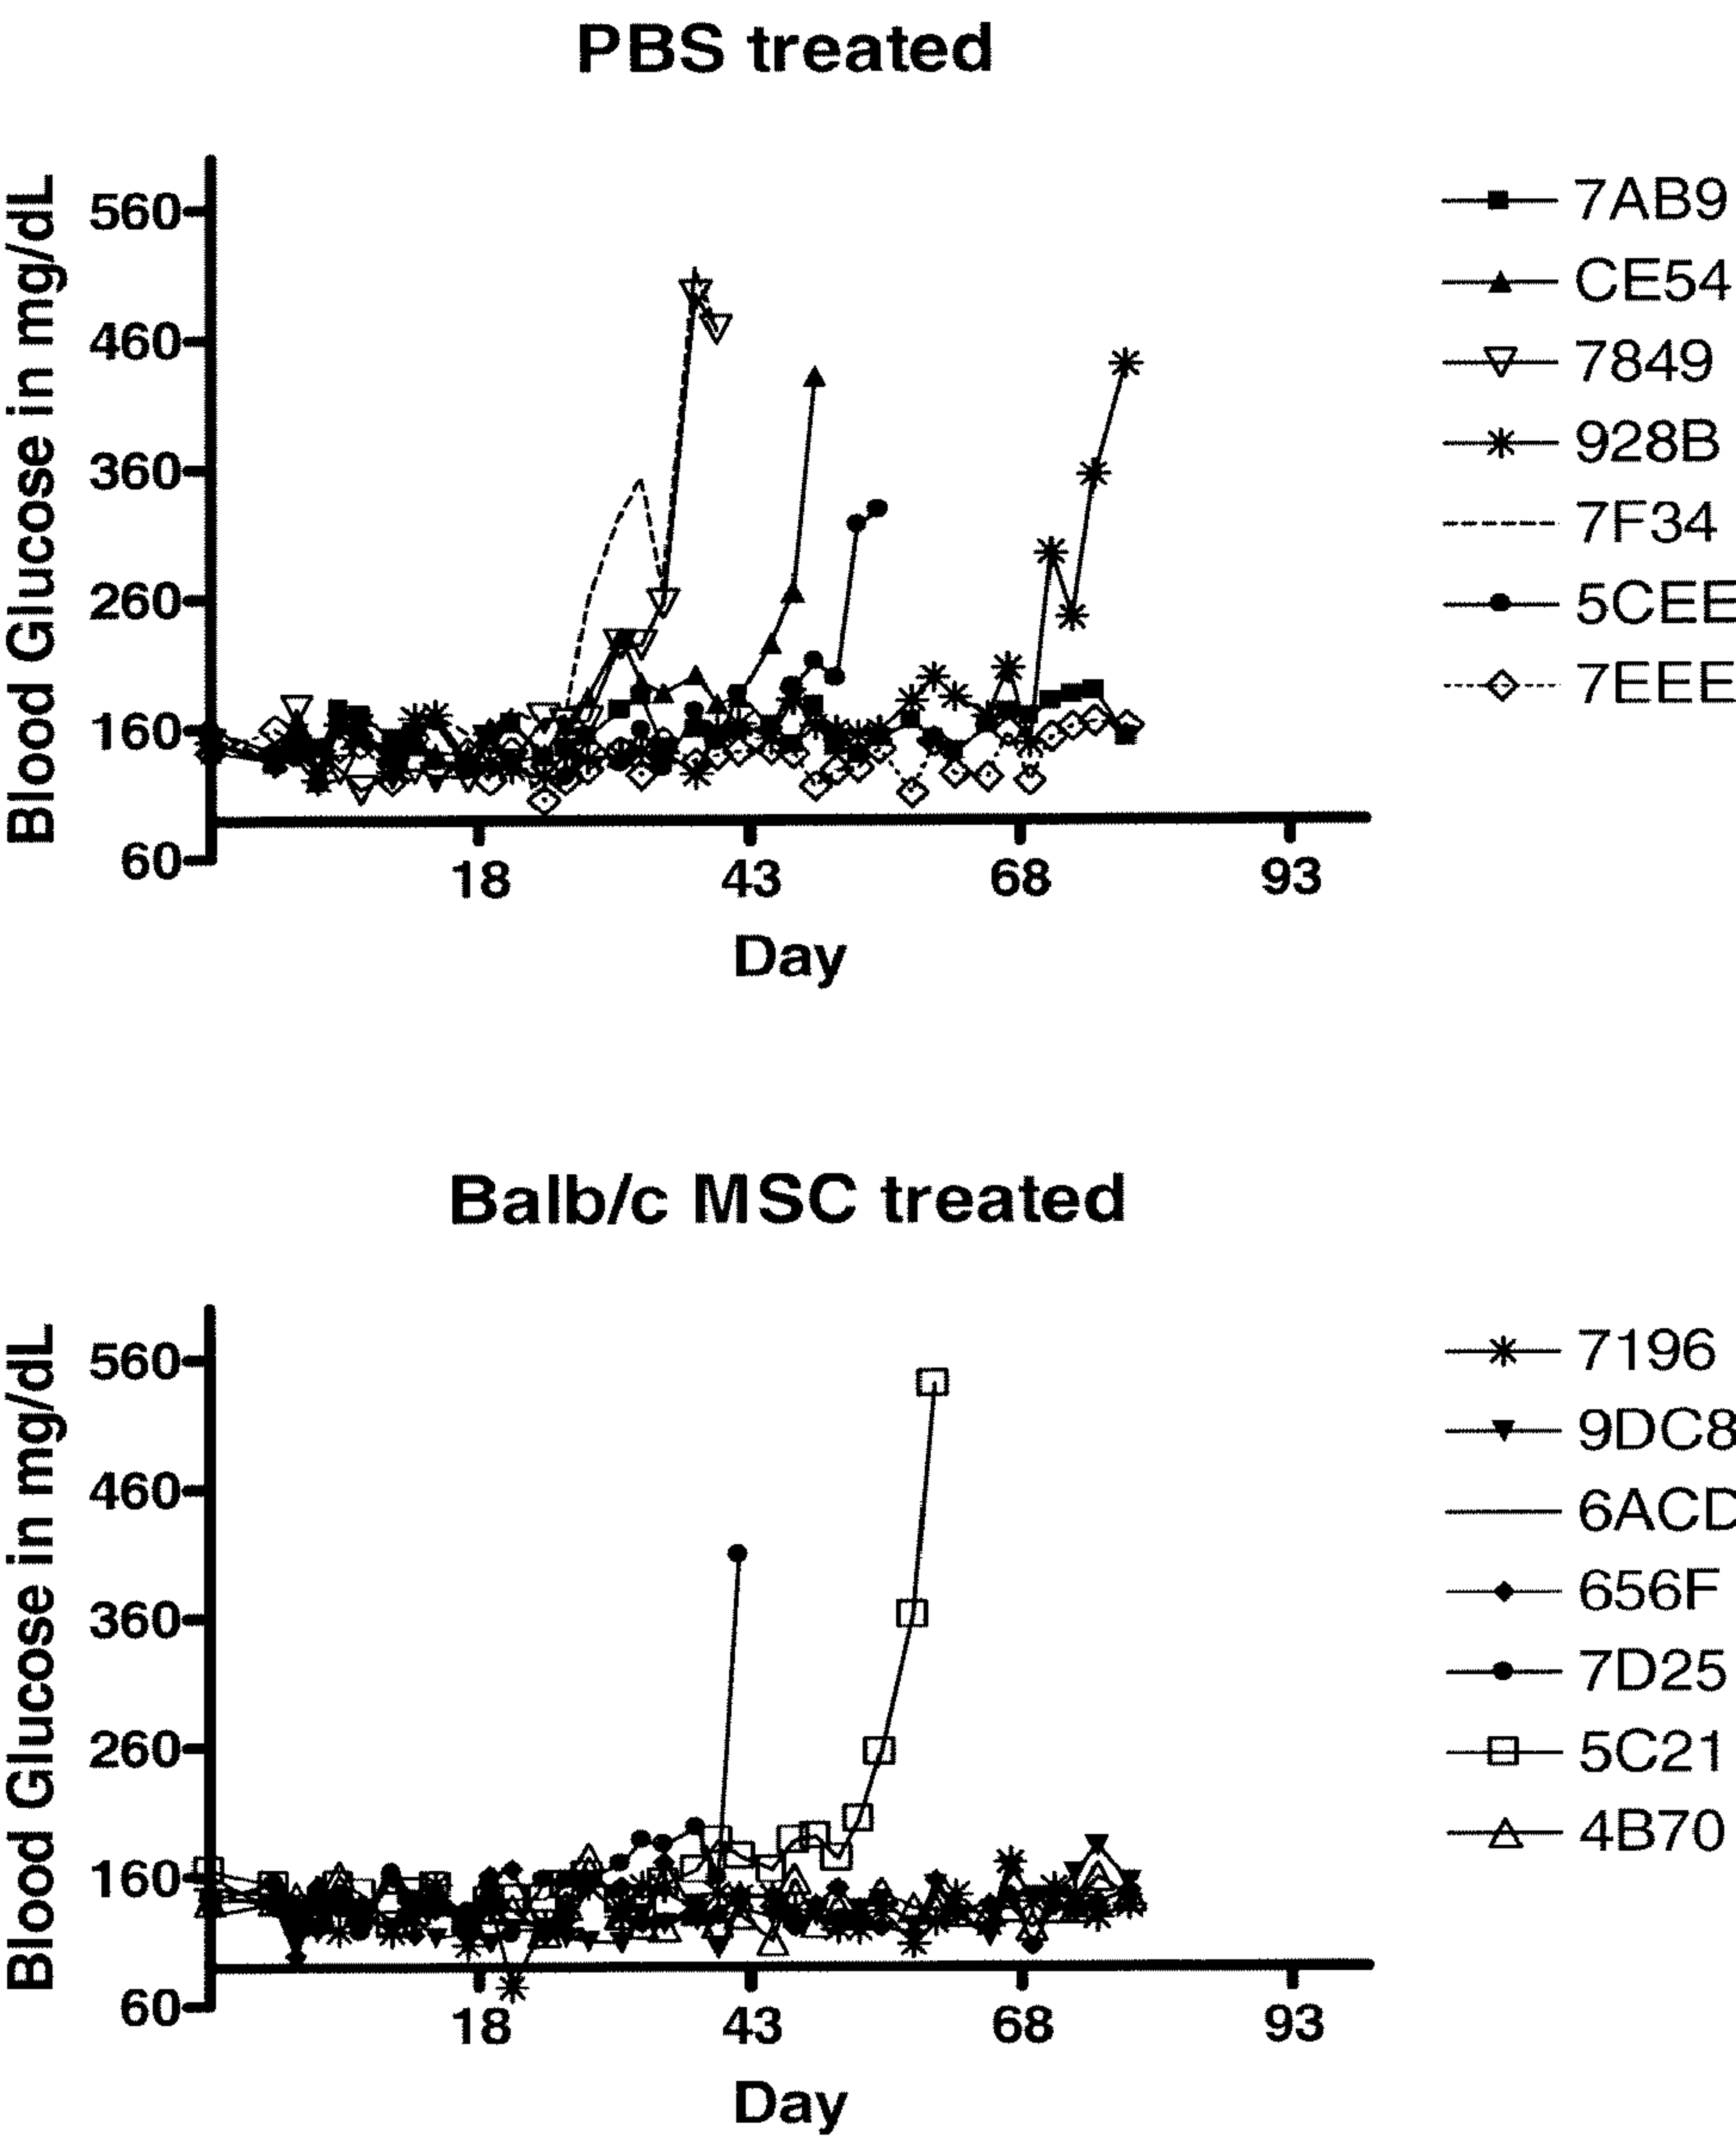 PBS treated
Blood Glucose in mg/dL
560
460
360
260
160
60
18 43 68 93
Day
7AB9
CE54
7849
928B
7F34
5CEE
7EEE
Balb/c MSC treated
Blood Glucose in mg/dL
560
460
360
260
160
60
18 43 68 93
Day
7196
9DC8
6ACD
656F
7D25
5C21
4B70